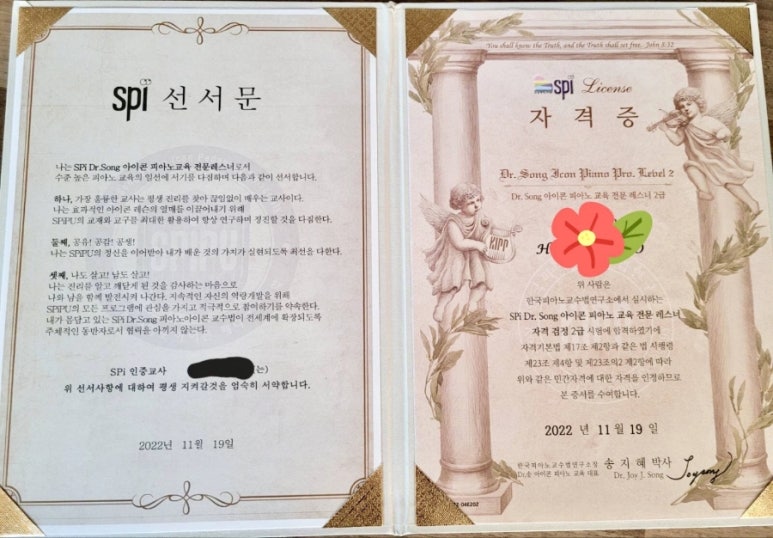 spi 선서문
나는 SPi Dr.Song 아이콘 피아노교육 전문레스너로서
수준 높은 피아노 교육의 일선에 서기를 다짐하며 다음과 같이 선서합니다.
하나, 가장 훌륭한 교사는 평생 진리를 찾아 끊임없이 배우는 교사이다.
나는 효과적인 아이콘 레슨의 열매를 이끌어내기 위해
SPiPU의 교재와 교구를 최대한 활용하여 항상 연구하며 정진할 것을 다짐한다.
둘째, 공유! 공감! 공생!
나는 SPiPU의 정신을 이어받아 내가 배운 것의 가치가 실현되도록 최선을 다한다.
셋째, 나도 살고! 남도 살고!
나는 진리를 알고 깨닫게 된 것을 감사하는 마음으로
나와 남을 함께 발전시켜 나간다. 지속적인 자신의 역량개발을 위해
SPiPU의 모든 프로그램에 관심을 가지고 적극적으로 참여하기를 약속한다.
내가 몸담고 있는 SPi Dr.Song 피아노아이콘 교수법이 전세계에 확장되도록
주체적인 동반자로서 협력을 아끼지 않는다.
SPi 인증교사 (는)
위 선서사항에 대하여 평생 지켜갈것을 엄숙히 서약합니다.
2022년 11월 19일
You shall know the Truth, and the Truth shall set free. John 8:32
spi License
자격증
Dr. Song Icon Piano Pro. Level 2
Dr. Song 아이콘 피아노 교육 전문 레스너 2급
H
위 사람은
한국피아노교수법연구소에서 실시하는
SPi Dr. Song 아이콘 피아노 교육 전문 레스너
자격 검정 2급 시험에 합격하였기에
자격기본법 제17조 제2항과 같은 법 시행령
제23조 제4항 및 제23조의2 제2항에 따라
위와 같은 민간자격에 대한 자격을 인정하므로
본 증서를 수여합니다.
2022 년 11 월 19 일
한국피아노교수법연구소장
Dr.송 아이콘 피아노 교육 대표
송지혜 박사
Dr. Joy J. Song